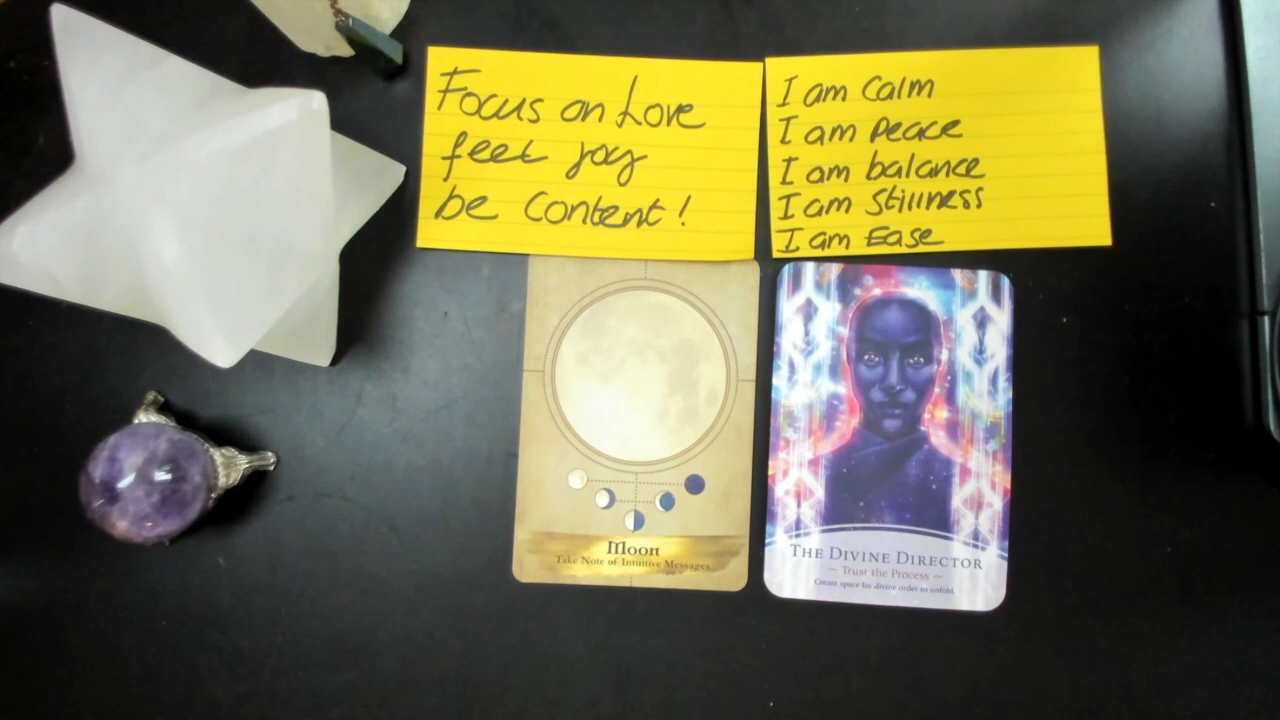 Focus on Love
feel joy
be content!
I am Calm
I am Peace
I am balance
I am Stillness
I am Ease
Moon
Take Note of Intuitive Messages
THE DIVINE DIRECTOR
~ Trust the Process ~
Create space for divine order to unfold.